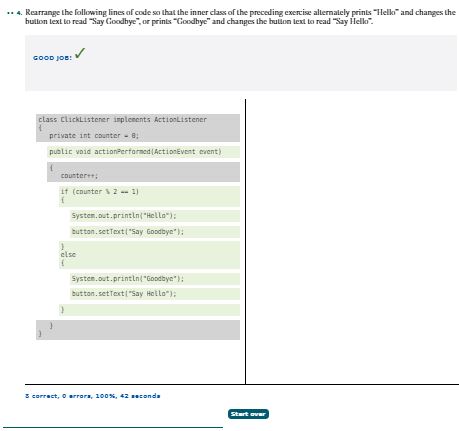 •• 4. Rearrange the following lines of code so that the inner class of the preceding exercise alternately prints "Hello" and changes the
button text to read "Say Goodbye", or prints "Goodbye" and changes the button text to read "Say Hello".
GOOD JOB!
class ClickListener implements ActionListener
{
private int counter = 0;
public void actionPerformed(ActionEvent event)
{
counter++;
if (counter % 2 == 1)
{
System.out.println("Hello");
button.setText("Say Goodbye");
}
else
{
System.out.println("Goodbye");
button.setText("Say Hello");
}
}
}
8 correct, 0 errors, 100%, 42 seconds
Start over